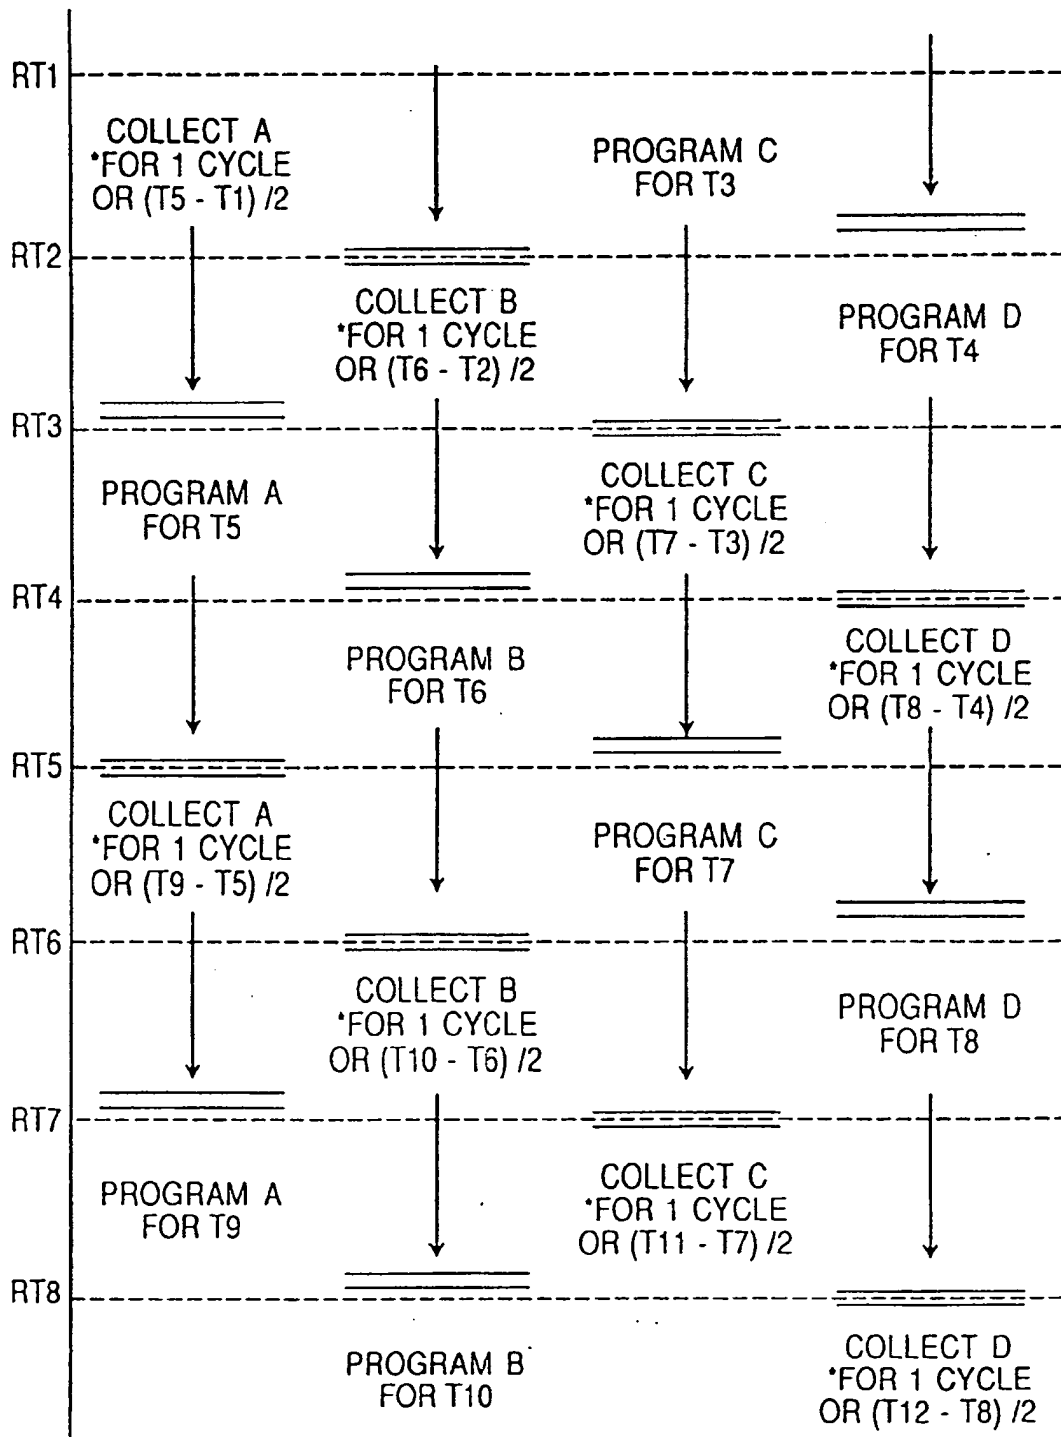 RT1
COLLECT A
*FOR 1 CYCLE
OR (T5 - T1) /2
PROGRAM C
FOR T3
RT2
COLLECT B
*FOR 1 CYCLE
OR (T6 - T2) /2
PROGRAM D
FOR T4
RT3
PROGRAM A
FOR T5
COLLECT C
*FOR 1 CYCLE
OR (T7 - T3) /2
RT4
PROGRAM B
FOR T6
COLLECT D
*FOR 1 CYCLE
OR (T8 - T4) /2
RT5
COLLECT A
*FOR 1 CYCLE
OR (T9 - T5) /2
PROGRAM C
FOR T7
RT6
COLLECT B
*FOR 1 CYCLE
OR (T10 - T6) /2
PROGRAM D
FOR T8
RT7
PROGRAM A
FOR T9
COLLECT C
*FOR 1 CYCLE
OR (T11 - T7) /2
RT8
PROGRAM B
FOR T10
COLLECT D
*FOR 1 CYCLE
OR (T12 - T8) /2